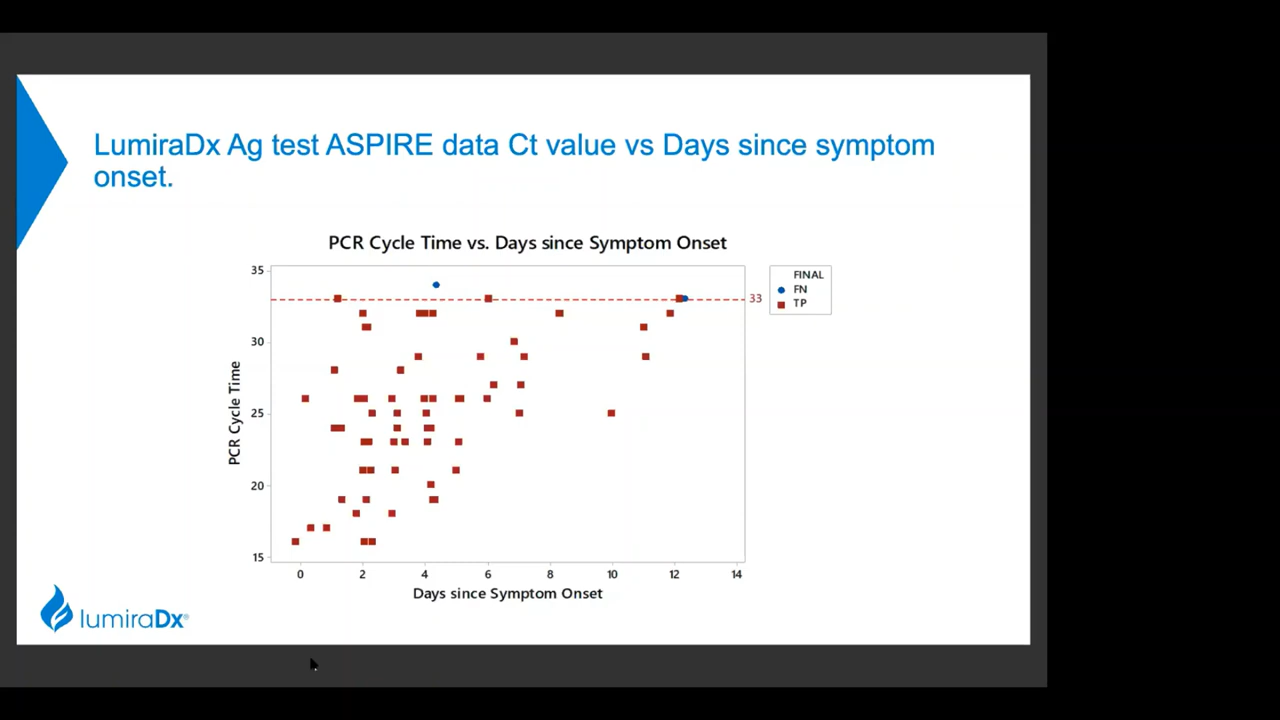 LumiraDx Ag test ASPIRE data Ct value vs Days since symptom
onset.
PCR Cycle Time vs. Days since Symptom Onset
35
30
25
20
15
PCR Cycle Time
33
0 2 4 6 8 10 12 14
Days since Symptom Onset
FINAL
FN
TP
lumiraDx®